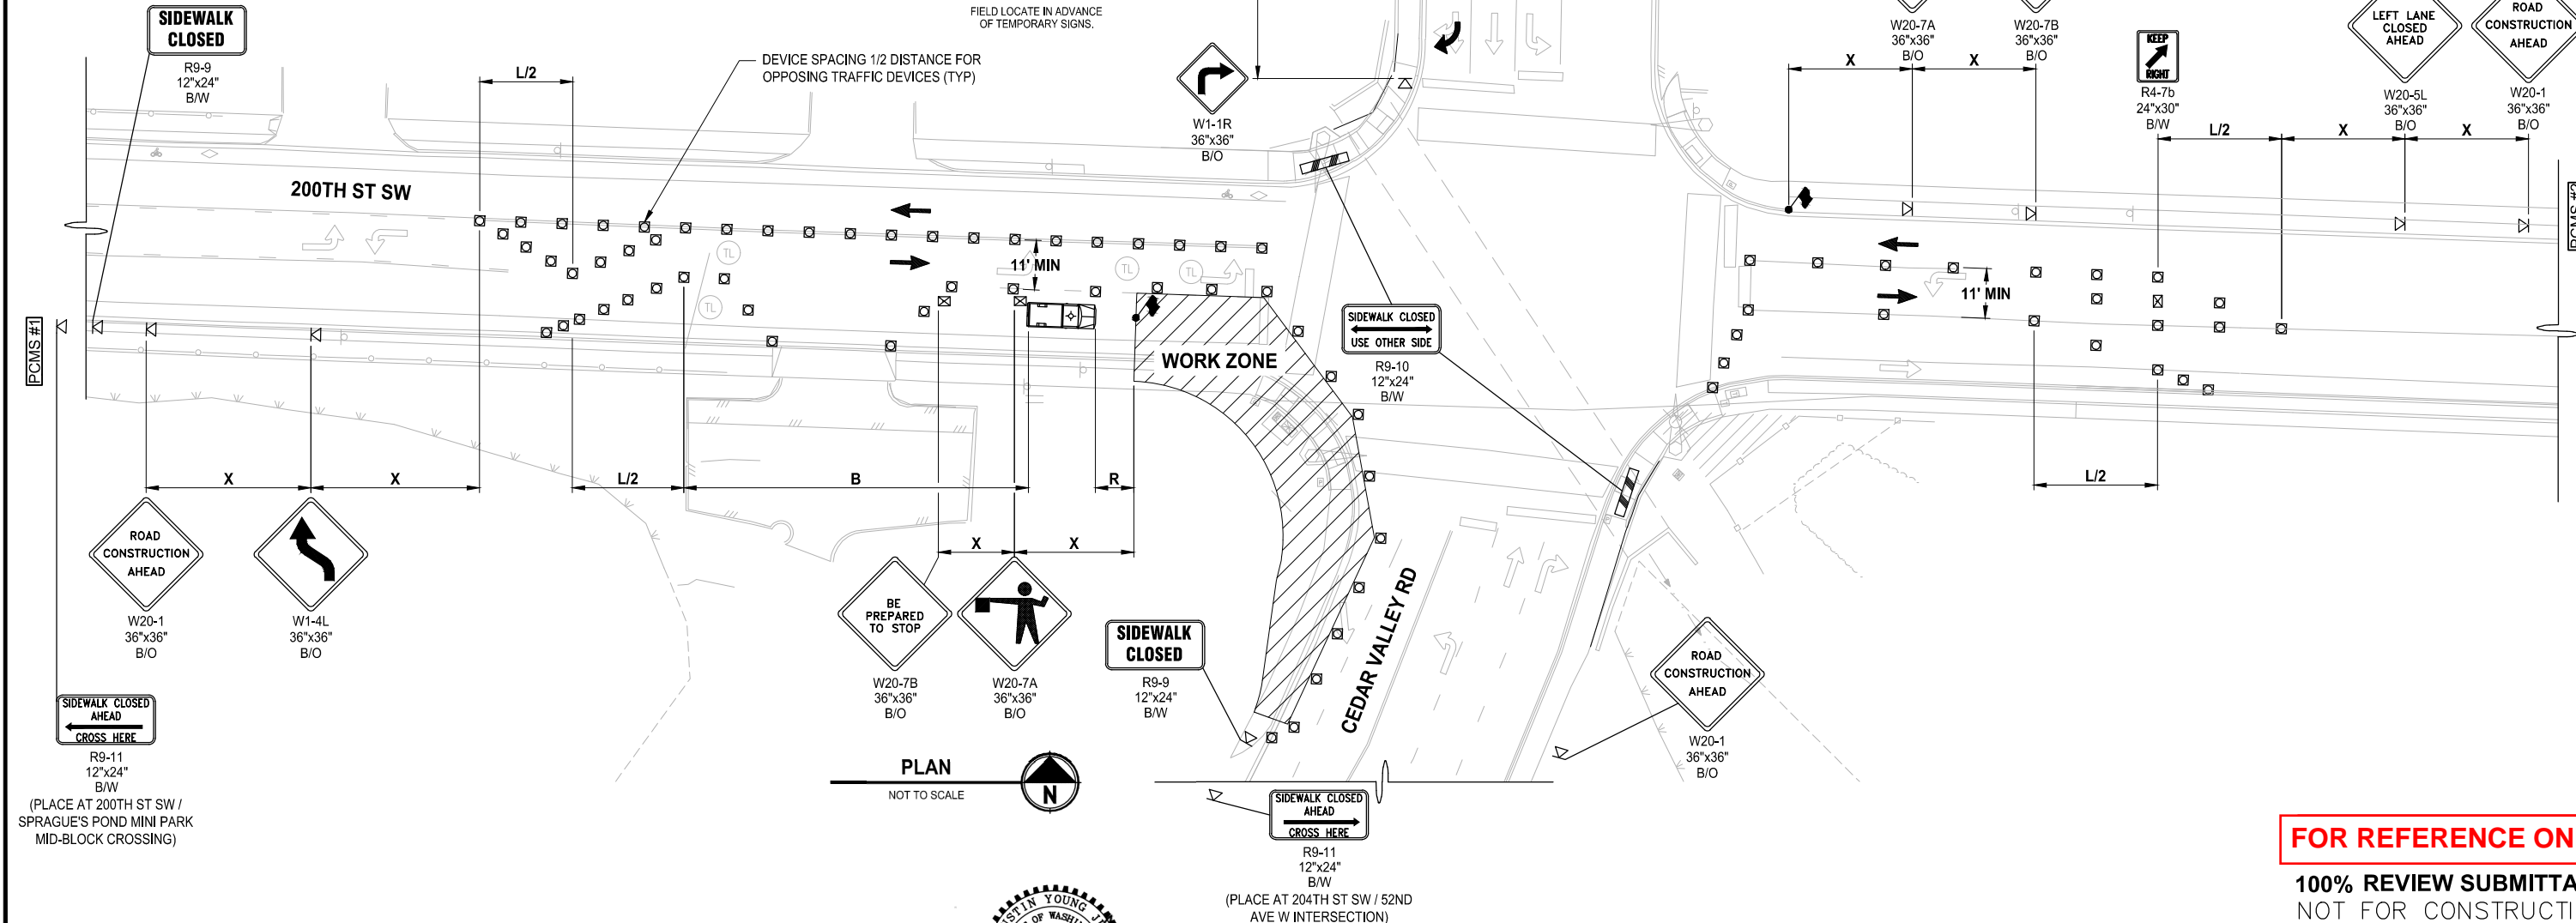 FIELD LOCATE IN ADVANCE
OF TEMPORARY SIGNS.
SIDEWALK
CLOSED
R9-9
12"x24"
B/W
L/2
DEVICE SPACING 1/2 DISTANCE FOR
OPPOSING TRAFFIC DEVICES (TYP)
W1-1R
36"x36"
B/O
W20-7A
36"x36"
B/O
W20-7B
36"x36"
B/O
X
X
KEEP
RIGHT
R4-7b
24"x30"
B/W
LEFT LANE
CLOSED
AHEAD
W20-5L
36"x36"
B/O
ROAD
CONSTRUCTION
AHEAD
W20-1
36"x36"
B/O
L/2
X
X
200TH ST SW
TL
TL
TL
TL
11' MIN
11' MIN
PCMS #1
WORK ZONE
SIDEWALK CLOSED
USE OTHER SIDE
R9-10
12"x24"
B/W
X
X
L/2
B
R
X
X
L/2
ROAD
CONSTRUCTION
AHEAD
W20-1
36"x36"
B/O
W1-4L
36"x36"
B/O
BE
PREPARED
TO STOP
W20-7B
36"x36"
B/O
W20-7A
36"x36"
B/O
SIDEWALK
CLOSED
R9-9
12"x24"
B/W
CEDAR VALLEY RD
ROAD
CONSTRUCTION
AHEAD
W20-1
36"x36"
B/O
SIDEWALK CLOSED
AHEAD
CROSS HERE
R9-11
12"x24"
B/W
(PLACE AT 200TH ST SW /
SPRAGUE'S POND MINI PARK
MID-BLOCK CROSSING)
PLAN
NOT TO SCALE
N
SIDEWALK CLOSED
AHEAD
CROSS HERE
R9-11
12"x24"
B/W
(PLACE AT 204TH ST SW / 52ND
AVE W INTERSECTION)
STIN YOUNG
OF WASHI
FOR REFERENCE ON
100% REVIEW SUBMITTA
NOT FOR CONSTRUCTI